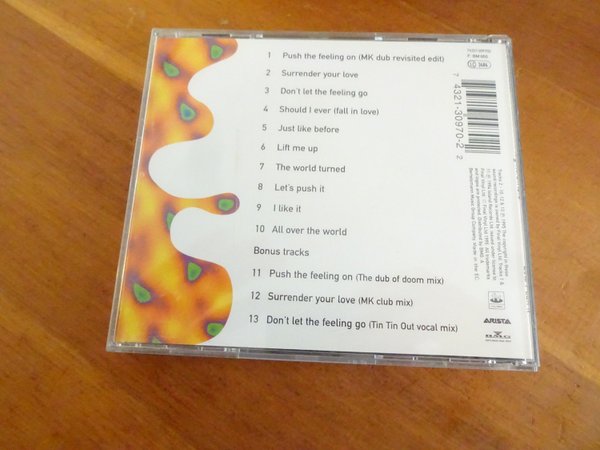 1 Push the feeling on (MK dub revisited edit)
2 Surrender your love
3 Don't let the feeling go
4 Should I ever (fall in love)
5 Just like before
6 Lift me up
7 The world turned
8 Let's push it
9 I like it
10 All over the world
Bonus tracks
11 Push the feeling on (The dub of doom mix)
12 Surrender your love (MK club mix)
13 Don't let the feeling go (Tin Tin Out vocal mix)
7 4321-30970-2 2
ARISTA
BMG